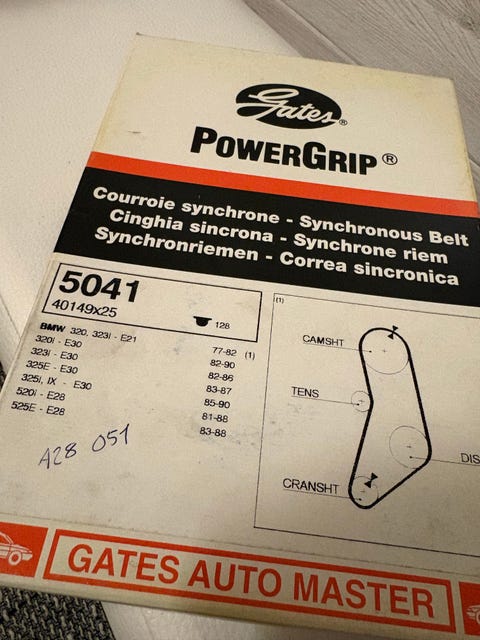 Gates®
POWERGRIP®
Courroie synchrone - Synchronous Belt
Cinghia sincrona - Synchrone riem
Synchronriemen - Correa sincronica
5041
40149x25
128
BMW 320, 323i - E21 77-82 (1)
320i - E30 82-90
323i - E30 82-86
325E - E30 83-87
325i, IX - E30 85-90
520i - E28 81-88
525E - E28 83-88
A28 051
(1)
CAMSHT
TENS
DIS
CRANSHT
GATES AUTO MASTER